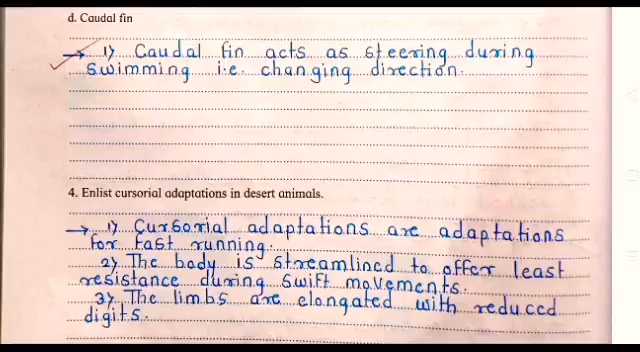 d. Caudal fin
→ 1) Caudal fin acts as steering during
swimming i.e. changing direction.
4. Enlist cursorial adaptations in desert animals.
→ 1) Cursorial adaptations are adaptations
for fast running.
2) The body is streamlined to offer least
resistance during swift movements.
3) The limbs are elongated with reduced
digits.